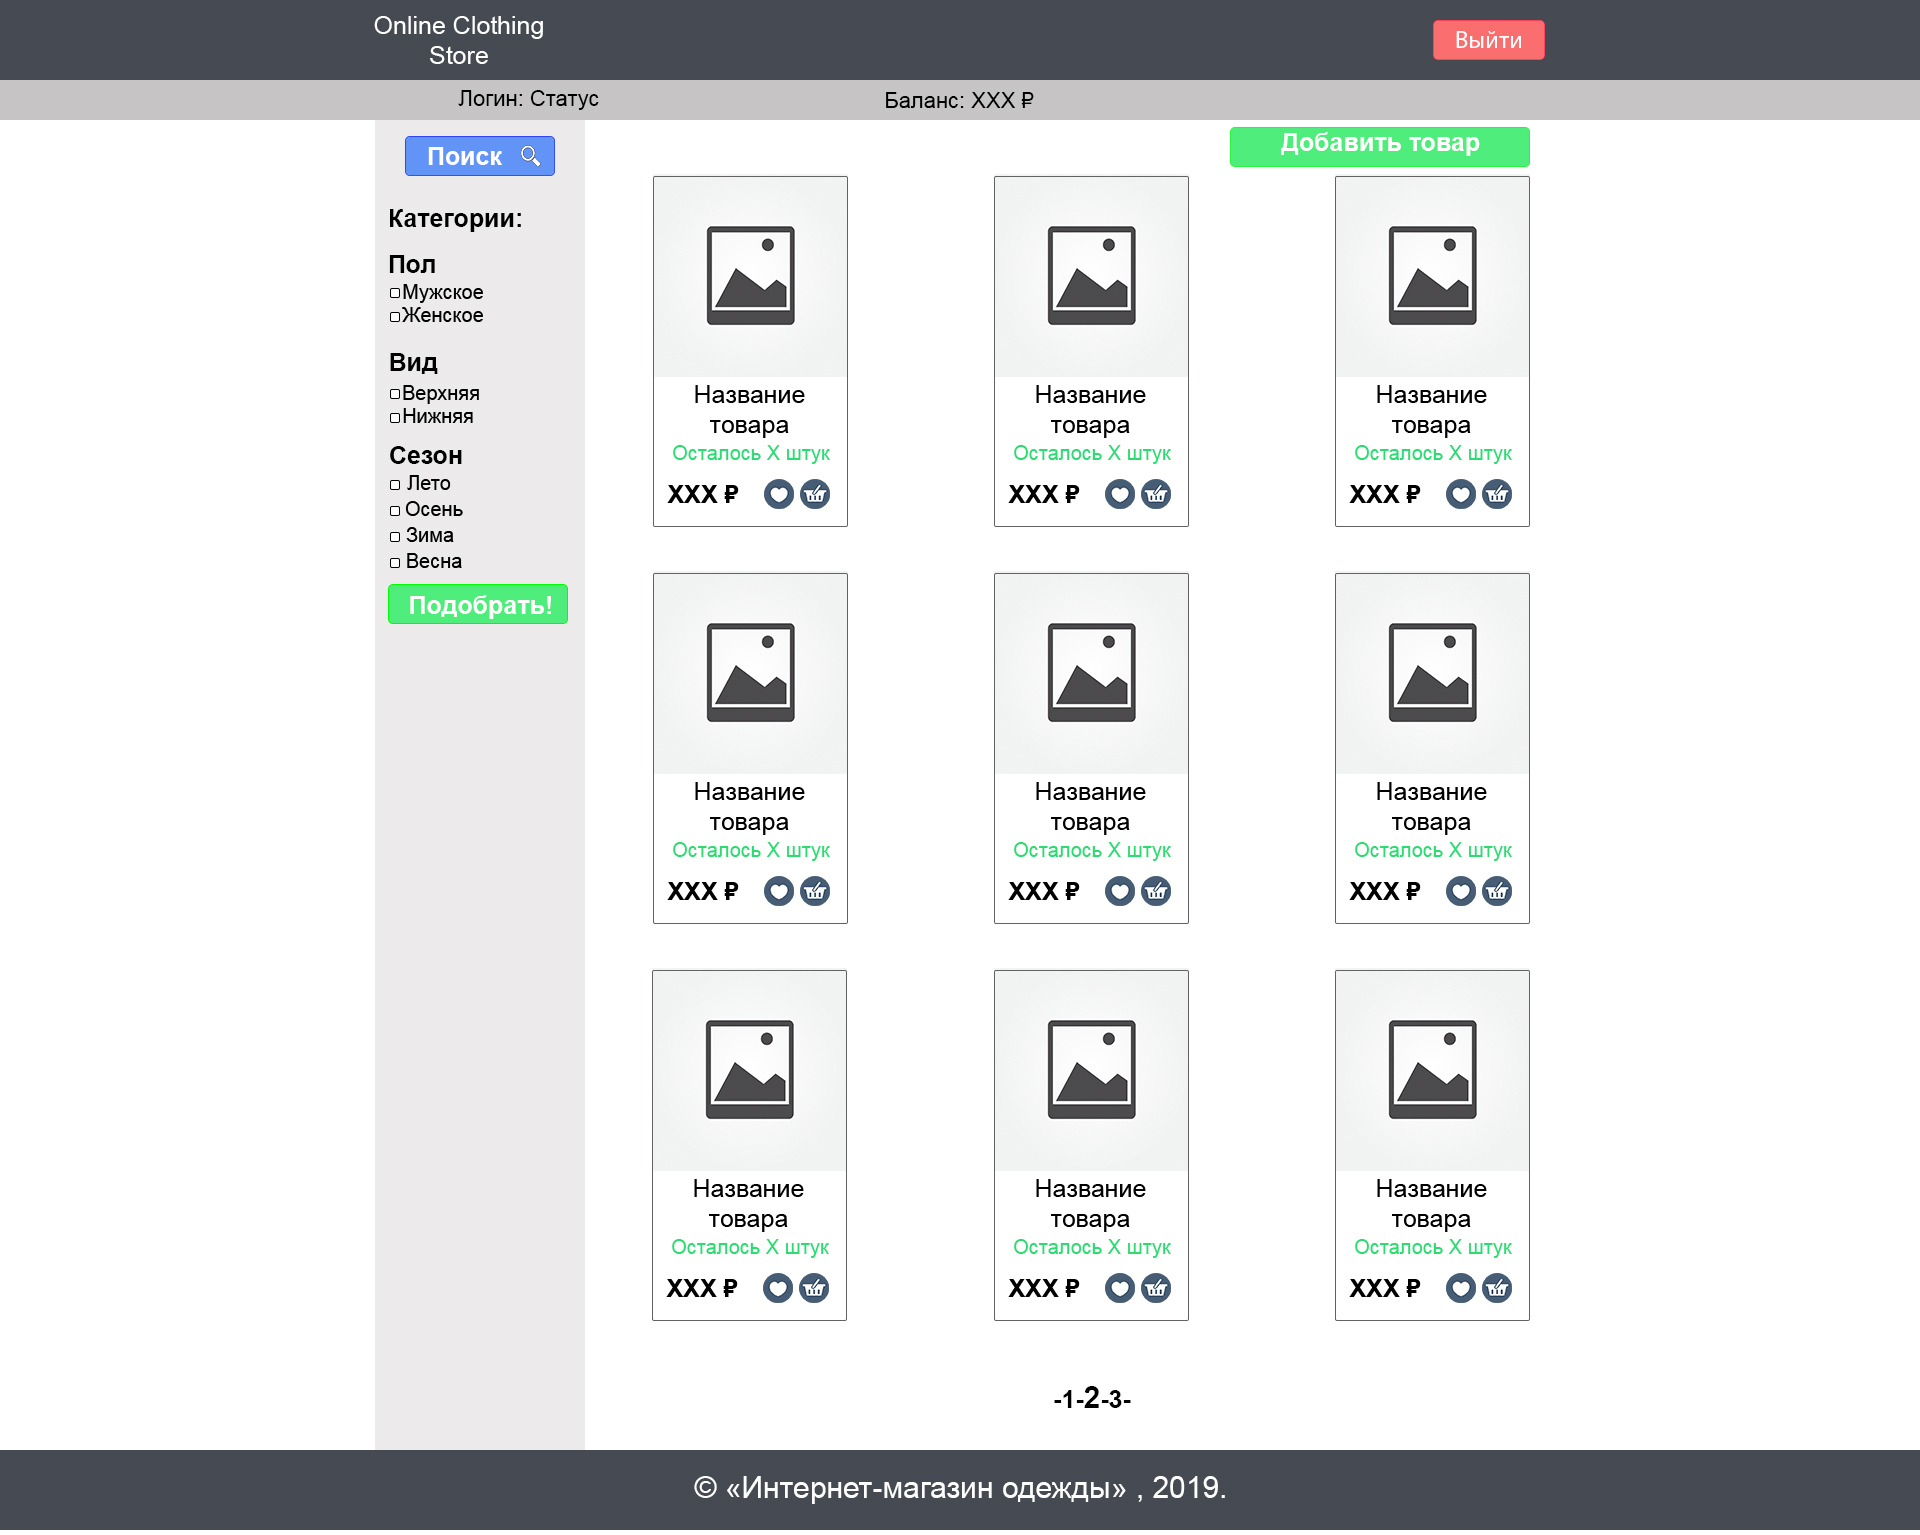 Online Clothing
Store
Выйти
Логин: Статус
Баланс: XXX ₽
Поиск
Добавить товар
Категории:
Пол
Мужское
Женское
Вид
Верхняя
Нижняя
Сезон
Лето
Осень
Зима
Весна
Подобрать!
Название
товара
Осталось X штук
XXX ₽
Название
товара
Осталось X штук
XXX ₽
Название
товара
Осталось X штук
XXX ₽
Название
товара
Осталось X штук
XXX ₽
Название
товара
Осталось X штук
XXX ₽
Название
товара
Осталось X штук
XXX ₽
Название
товара
Осталось X штук
XXX ₽
Название
товара
Осталось X штук
XXX ₽
Название
товара
Осталось X штук
XXX ₽
-1-2-3-
© «Интернет-магазин одежды» , 2019.